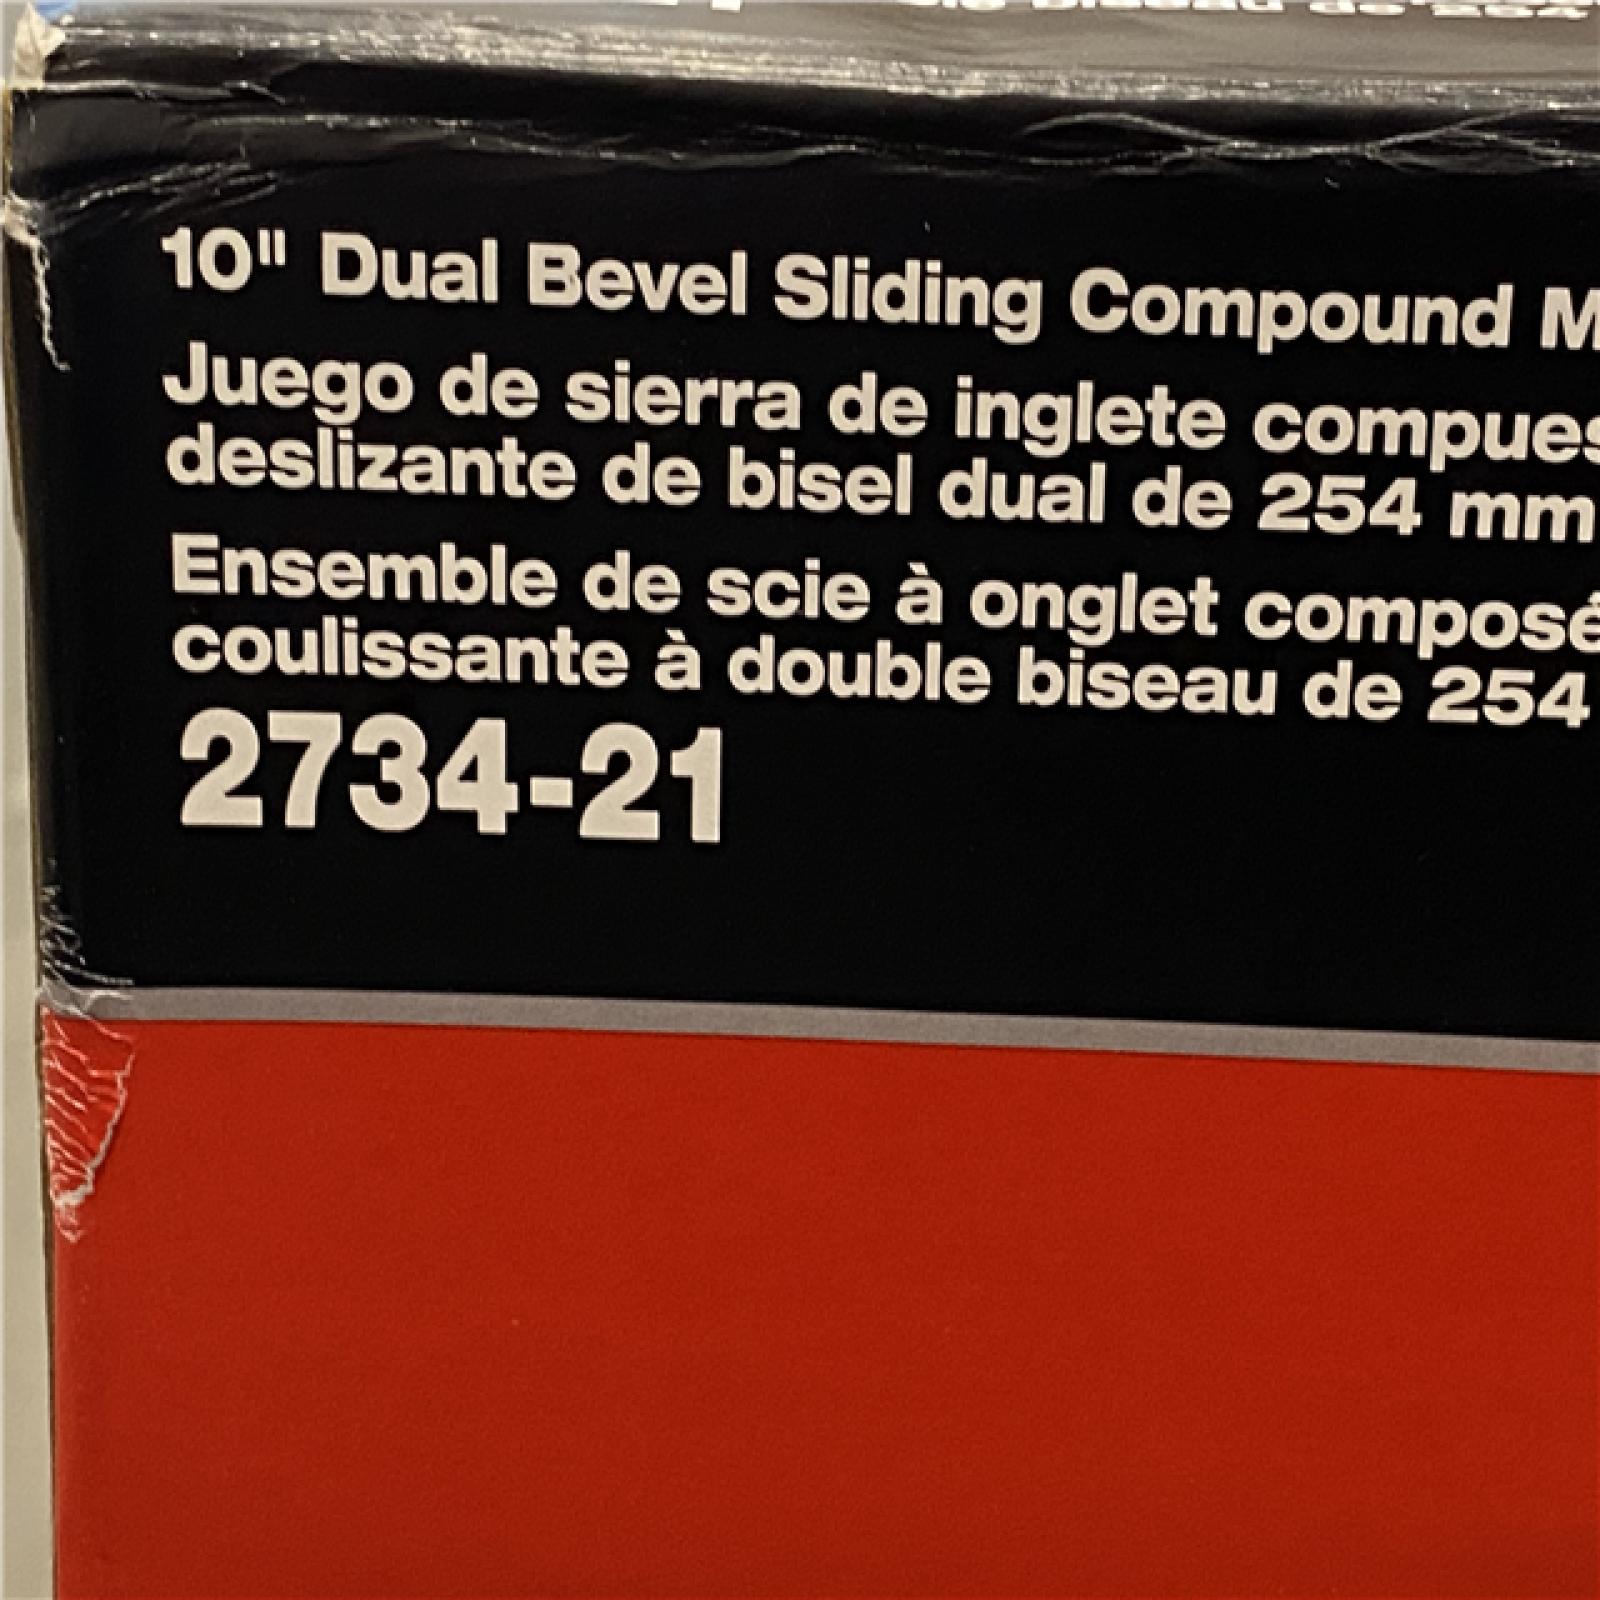 10" Dual Bevel Sliding Compound M
Juego de sierra de inglete compues
deslizante de bisel dual de 254 mm
Ensemble de scie à onglet composé
coulissante à double biseau de 254
2734-21